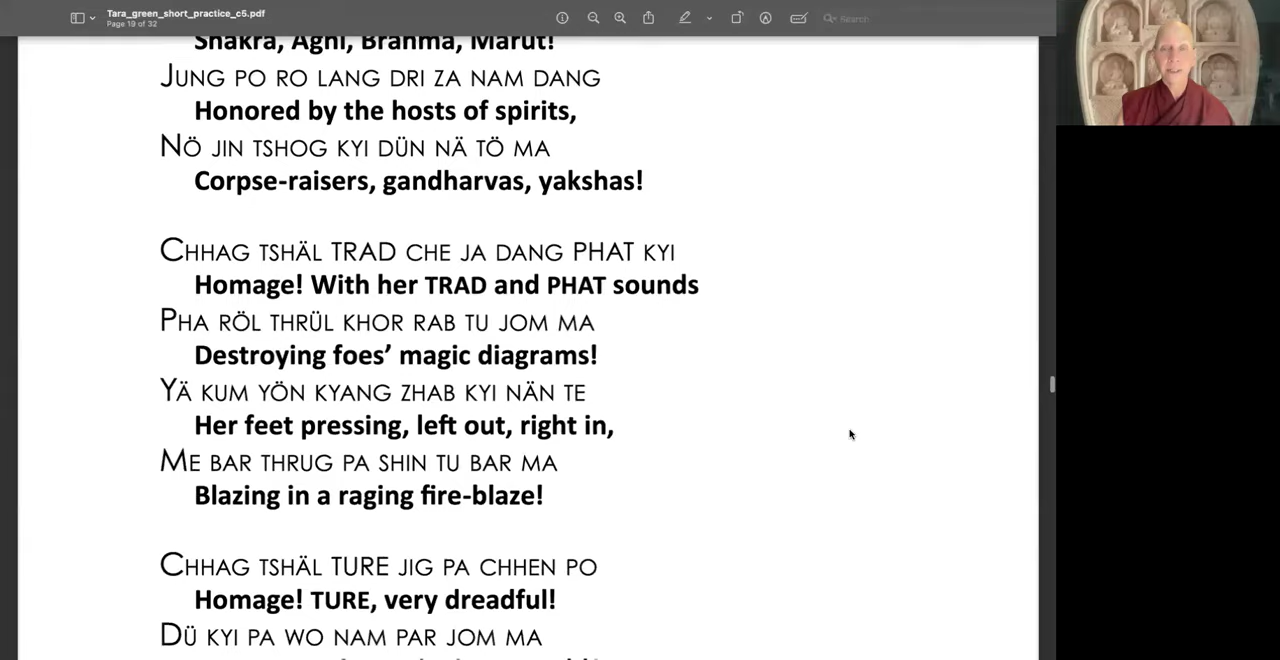 Tara_green_short_practice_c5.pdf
Page 19 of 32
Search
Shakra, Agni, Brahma, Marut!
JUNG PO RO LANG DRI ZA NAM DANG
Honored by the hosts of spirits,
NÖ JIN TSHOG KYI DÜN NÄ TÖ MA
Corpse-raisers, gandharvas, yakshas!
CHHAG TSHÄL TRAD CHE JA DANG PHAT KYI
Homage! With her TRAD and PHAT sounds
PHA RÖL THRÜL KHOR RAB TU JOM MA
Destroying foes’ magic diagrams!
YÄ KUM YÖN KYANG ZHAB KYI NÄN TE
Her feet pressing, left out, right in,
ME BAR THRUG PA SHIN TU BAR MA
Blazing in a raging fire-blaze!
CHHAG TSHÄL TURE JIG PA CHHEN PO
Homage! TURE, very dreadful!
DÜ KYI PA WO NAM PAR JOM MA